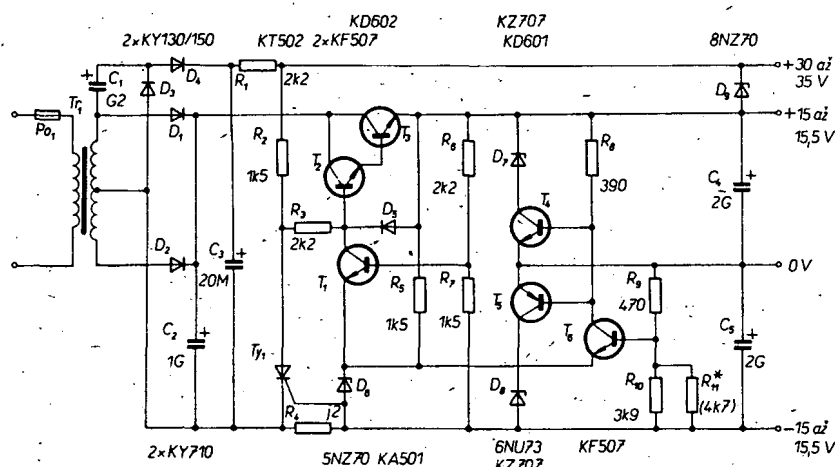 KD602 KZ707
2×KY130/150 KT502 2×KF507 KD601 8NZ70
+30 až
35 V
C₁
G2
D₃
D₄
R₁
2k2
D₉
Po₁
Tr₁
D₁
+15 až
15,5 V
R₂
1k5
T₂
T₃
R₆
2k2
D₇
R₈
390
C₄
2G
T₄
R₃
2k2
D₅
D₂
C₃
20M
T₁
R₅
1k5
R₇
1k5
T₅
0 V
R₉
470
C₂
1G
T₆
C₅
2G
Ty₁
D₆
D₈
R₁₀
3k9
R₁₁*
(4k7)
R₄
j2
-15 až
15,5 V
2×KY710 5NZ70 KA501 6NU73 KF507
KZ707